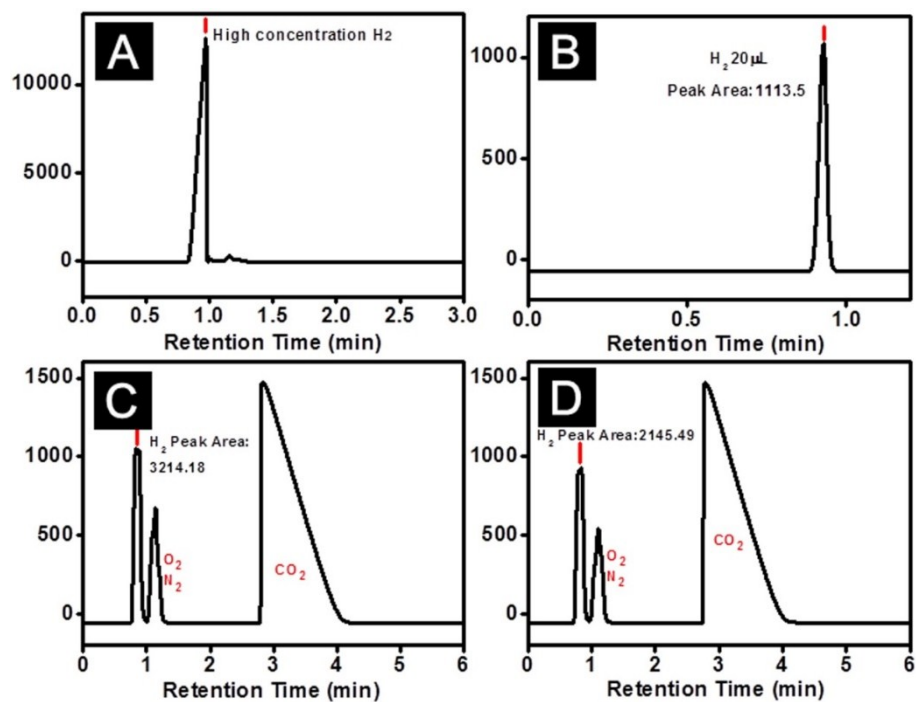 A
High concentration H2
10000
5000
0
0.0 0.5 1.0 1.5 2.0 2.5 3.0
Retention Time (min)
B
H₂20μL
Peak Area:1113.5
1000
500
0
0.0 0.5 1.0
Retention Time (min)
C
H₂Peak Area:
3214.18
O₂
N₂
CO₂
1500
1000
500
0
0 1 2 3 4 5 6
Retention Time (min)
D
H₂ Peak Area:2145.49
O₂
N₂
CO₂
1500
1000
500
0
0 1 2 3 4 5 6
Retention Time (min)